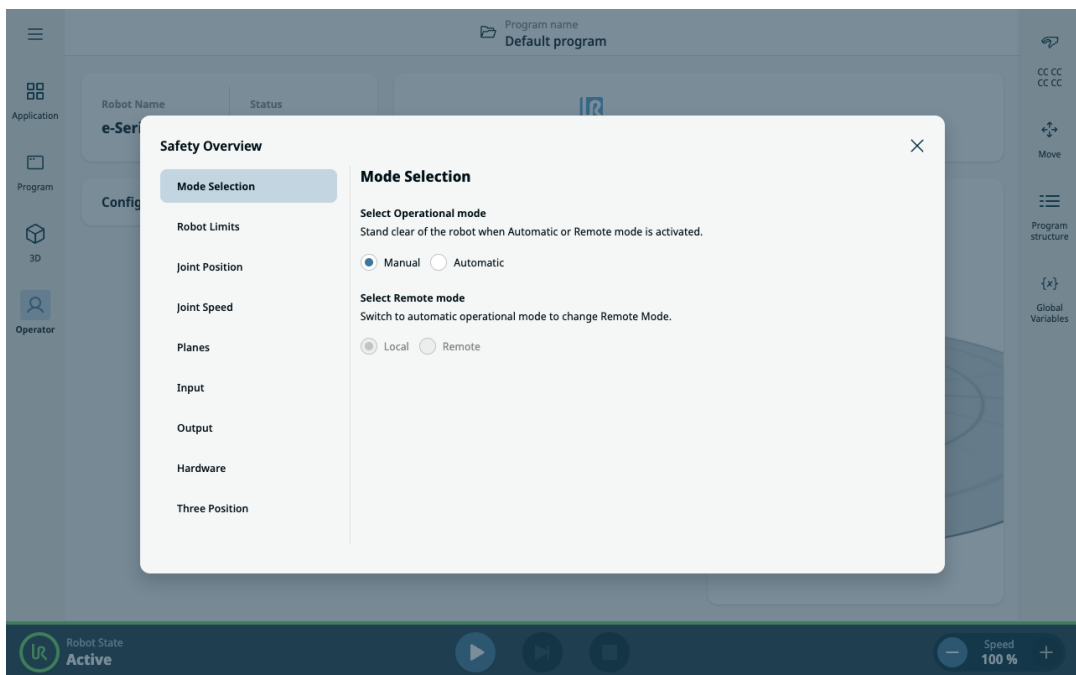 Program name
Default program
Application
Program
3D
Operator
Robot Name
Status
e-Seri
Config
Safety Overview
Mode Selection
Robot Limits
Joint Position
Joint Speed
Planes
Input
Output
Hardware
Three Position
Mode Selection
Select Operational mode
Stand clear of the robot when Automatic or Remote mode is activated.
Manual
Automatic
Select Remote mode
Switch to automatic operational mode to change Remote Mode.
Local
Remote
CC CC
CC CC
Move
Program
structure
{x}
Global
Variables
Robot State
Active
Speed
100 %